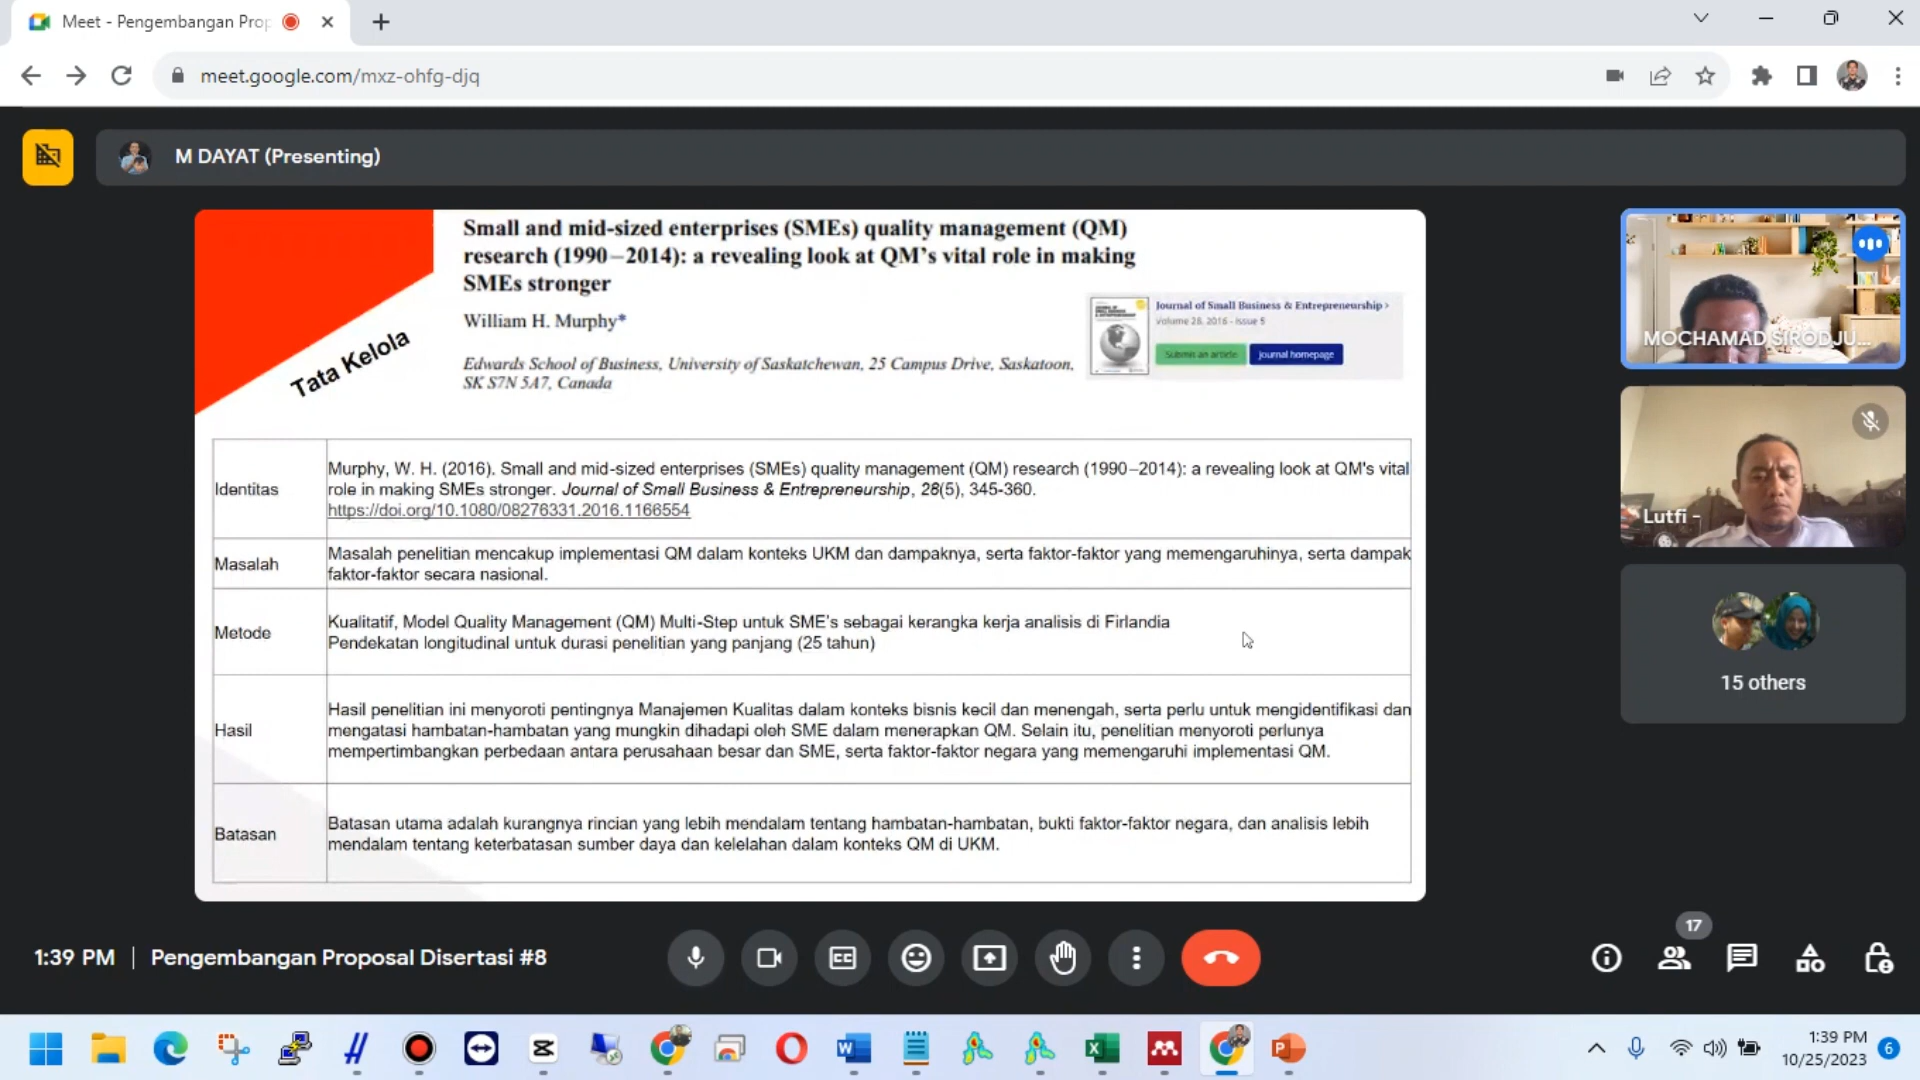 Meet - Pengembangan Prop
meet.google.com/mxz-ohfg-djq
M DAYAT (Presenting)
Small and mid-sized enterprises (SMEs) quality management (QM)
research (1990–2014): a revealing look at QM's vital role in making
SMEs stronger
William H. Murphy*
Edwards School of Business, University of Saskatchewan, 25 Campus Drive, Saskatoon,
SK S7N 5A7, Canada
Journal of Small Business & Entrepreneurship >
Volume 28, 2016 - Issue 5
Submit an article
Journal homepage
Tata Kelola
Identitas
Murphy, W. H. (2016). Small and mid-sized enterprises (SMEs) quality management (QM) research (1990–2014): a revealing look at QM's vital
role in making SMEs stronger. Journal of Small Business & Entrepreneurship, 28(5), 345-360.
https://doi.org/10.1080/08276331.2016.1166554
Masalah
Masalah penelitian mencakup implementasi QM dalam konteks UKM dan dampaknya, serta faktor-faktor yang memengaruhinya, serta dampak
faktor-faktor secara nasional.
Metode
Kualitatif, Model Quality Management (QM) Multi-Step untuk SME's sebagai kerangka kerja analisis di Firlandia
Pendekatan longitudinal untuk durasi penelitian yang panjang (25 tahun)
Hasil
Hasil penelitian ini menyoroti pentingnya Manajemen Kualitas dalam konteks bisnis kecil dan menengah, serta perlu untuk mengidentifikasi dan
mengatasi hambatan-hambatan yang mungkin dihadapi oleh SME dalam menerapkan QM. Selain itu, penelitian menyoroti perlunya
mempertimbangkan perbedaan antara perusahaan besar dan SME, serta faktor-faktor negara yang memengaruhi implementasi QM.
Batasan
Batasan utama adalah kurangnya rincian yang lebih mendalam tentang hambatan-hambatan, bukti faktor-faktor negara, dan analisis lebih
mendalam tentang keterbatasan sumber daya dan kelelahan dalam konteks QM di UKM.
MOCHAMAD SIRODJU...
Lutfi -
15 others
1:39 PM | Pengembangan Proposal Disertasi #8
CC
17
1:39 PM
10/25/2023
6